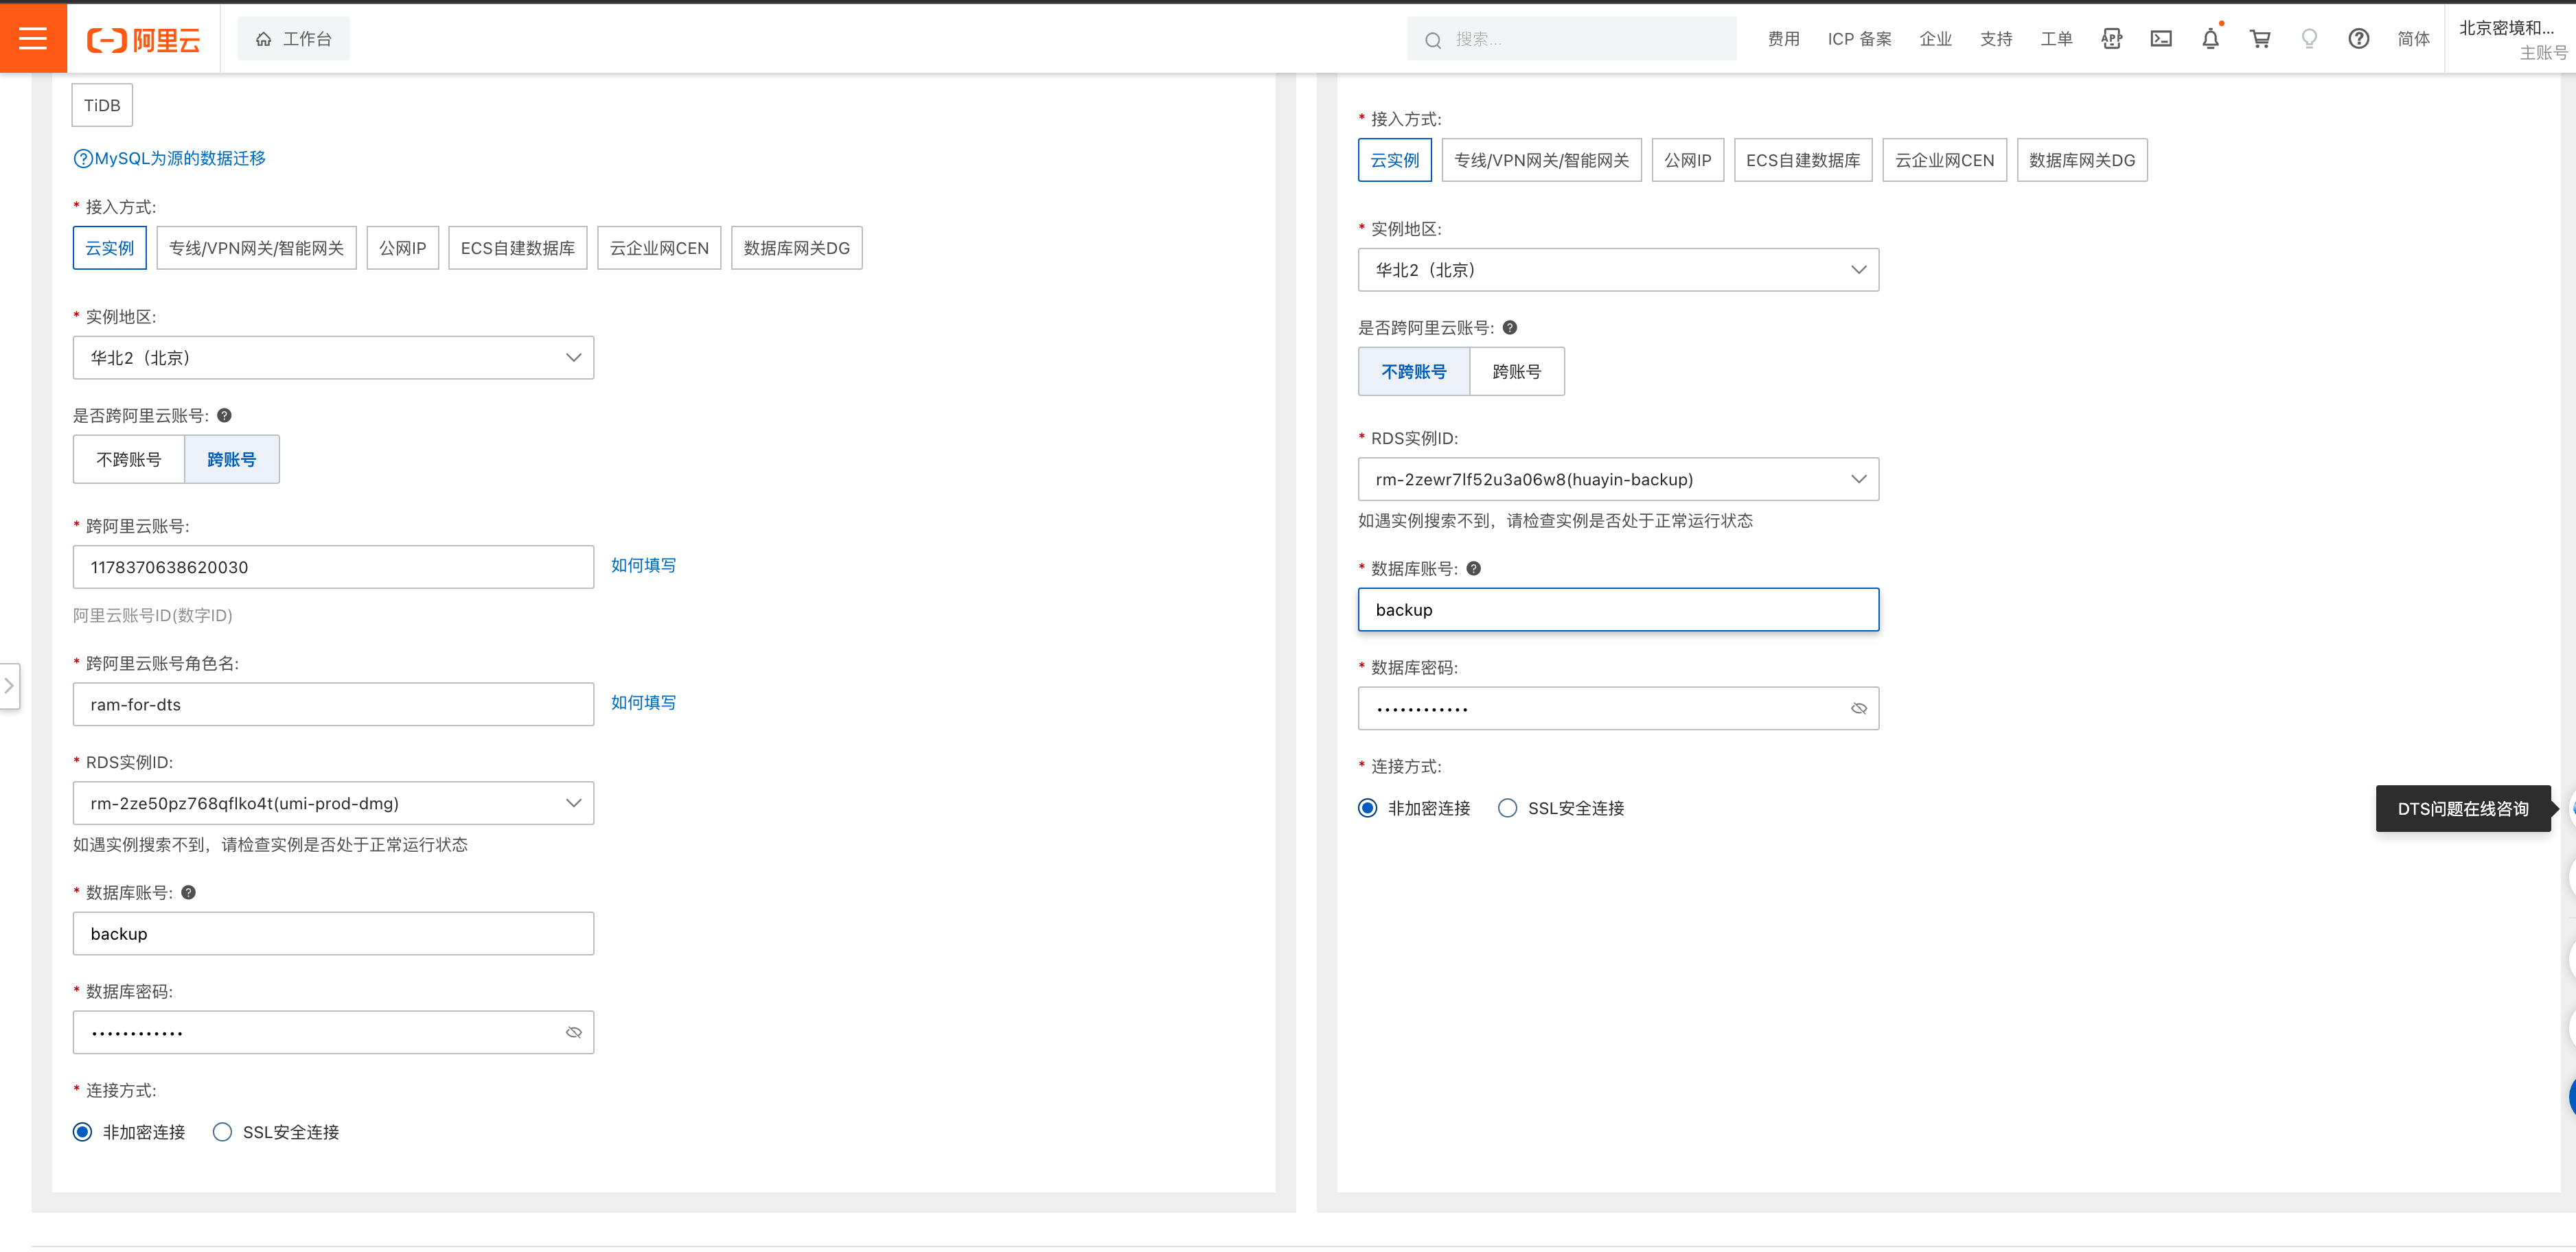 阿里云
工作台
搜索...
费用
ICP 备案
企业
支持
工单
简体
北京密境和...
主账号
TiDB
MySQL为源的数据迁移
* 接入方式:
云实例
专线/VPN网关/智能网关
公网IP
ECS自建数据库
云企业网CEN
数据库网关DG
* 实例地区:
华北2（北京）
是否跨阿里云账号:
不跨账号
跨账号
* 跨阿里云账号:
1178370638620030
如何填写
阿里云账号ID(数字ID)
* 跨阿里云账号角色名:
ram-for-dts
如何填写
* RDS实例ID:
rm-2ze50pz768qflko4t(umi-prod-dmg)
如遇实例搜索不到，请检查实例是否处于正常运行状态
* 数据库账号:
backup
* 数据库密码:
* 连接方式:
非加密连接
SSL安全连接
* 接入方式:
云实例
专线/VPN网关/智能网关
公网IP
ECS自建数据库
云企业网CEN
数据库网关DG
* 实例地区:
华北2（北京）
是否跨阿里云账号:
不跨账号
跨账号
* RDS实例ID:
rm-2zewr7lf52u3a06w8(huayin-backup)
如遇实例搜索不到，请检查实例是否处于正常运行状态
* 数据库账号:
backup
* 数据库密码:
* 连接方式:
非加密连接
SSL安全连接
DTS问题在线咨询